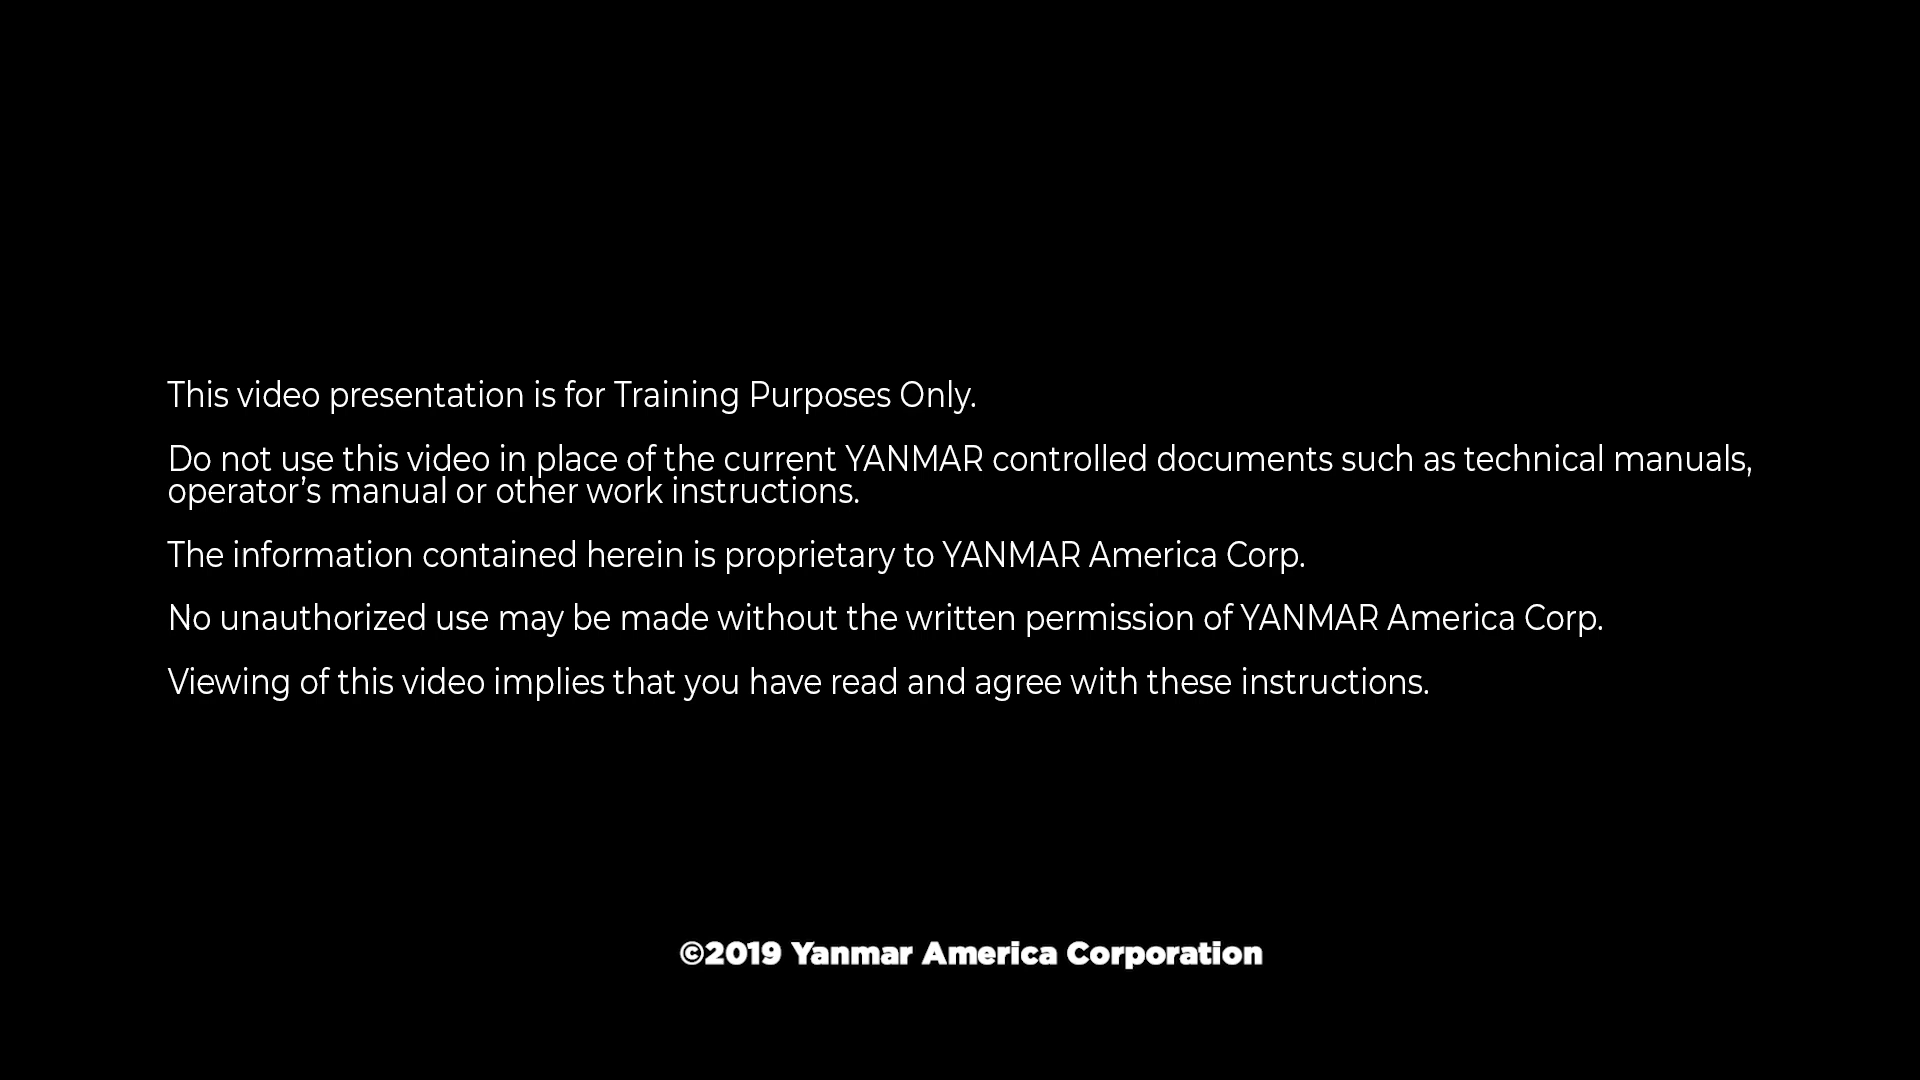 This video presentation is for Training Purposes Only.
Do not use this video in place of the current YANMAR controlled documents such as technical manuals,
operator’s manual or other work instructions.
The information contained herein is proprietary to YANMAR America Corp.
No unauthorized use may be made without the written permission of YANMAR America Corp.
Viewing of this video implies that you have read and agree with these instructions.
©2019 Yanmar America Corporation